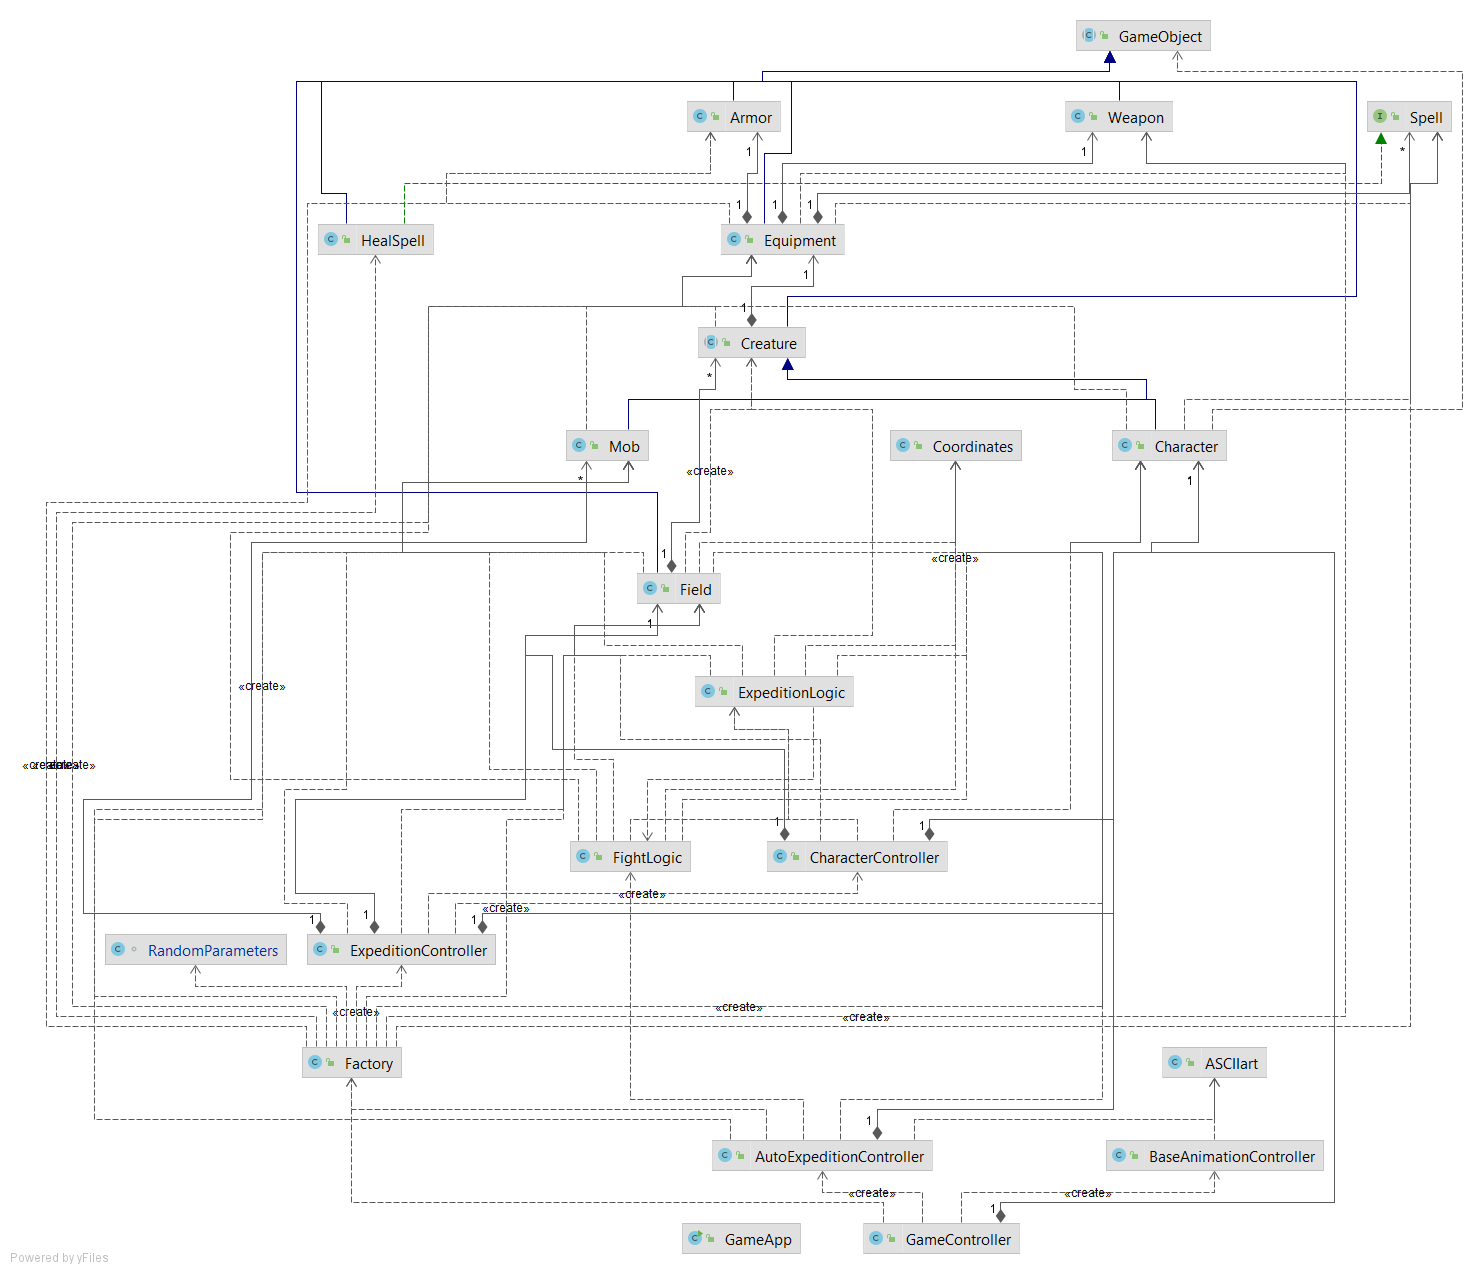 GameObject
Armor
Weapon
Spell
1
1
*
1
1
1
HealSpell
Equipment
1
1
Creature
*
Mob
Coordinates
Character
«create»
*
1
1
«create»
Field
1
«create»
ExpeditionLogic
«create»
1
1
FightLogic
CharacterController
«create»
«create»
1
1
1
RandomParameters
ExpeditionController
«create»
«create»
«create»
Factory
ASCIIart
1
AutoExpeditionController
BaseAnimationController
«create»
«create»
1
GameApp
GameController
Powered by yFiles